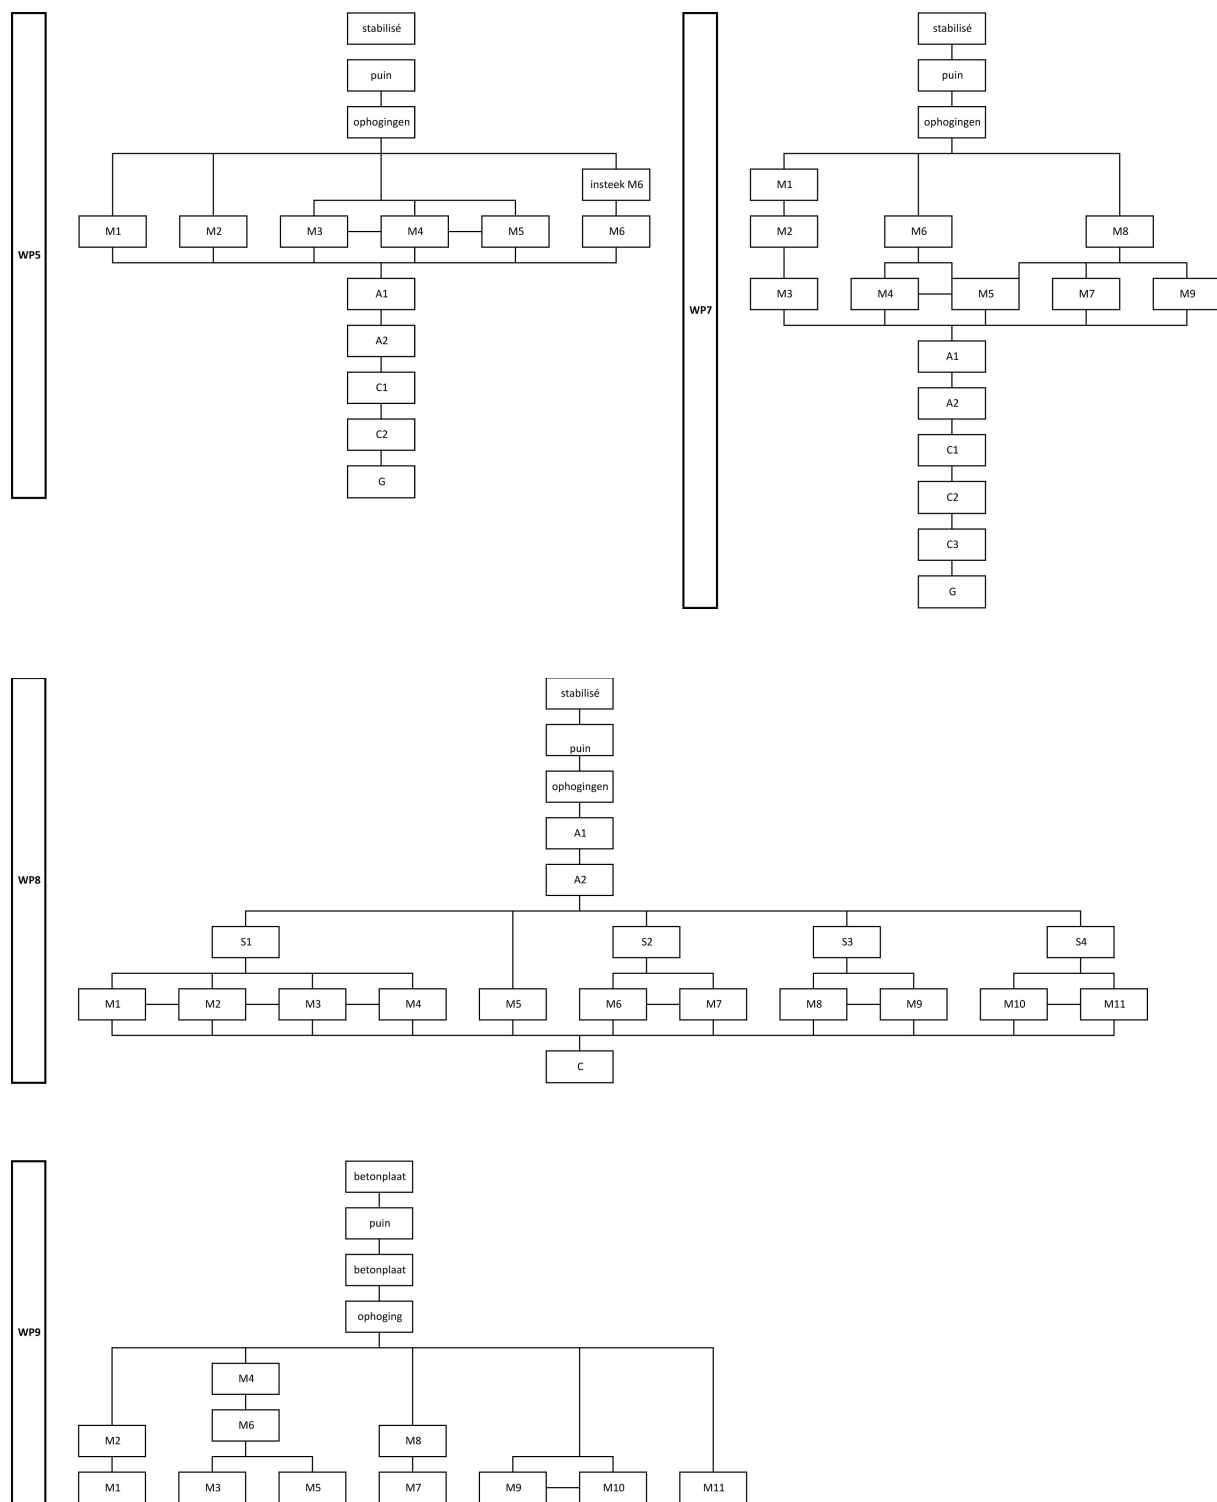 WP5
stabilisé
puin
ophogingen
insteek M6
M1 M2 M3 M4 M5 M6
A1
A2
C1
C2
G
WP7
stabilisé
puin
ophogingen
M1
M2 M6 M8
M3 M4 M5 M7 M9
A1
A2
C1
C2
C3
G
WP8
stabilisé
puin
ophogingen
A1
A2
S1 S2 S3 S4
M1 M2 M3 M4 M5 M6 M7 M8 M9 M10 M11
C
WP9
betonplaat
puin
betonplaat
ophoging
M4
M6
M2 M8
M1 M3 M5 M7 M9 M10 M11